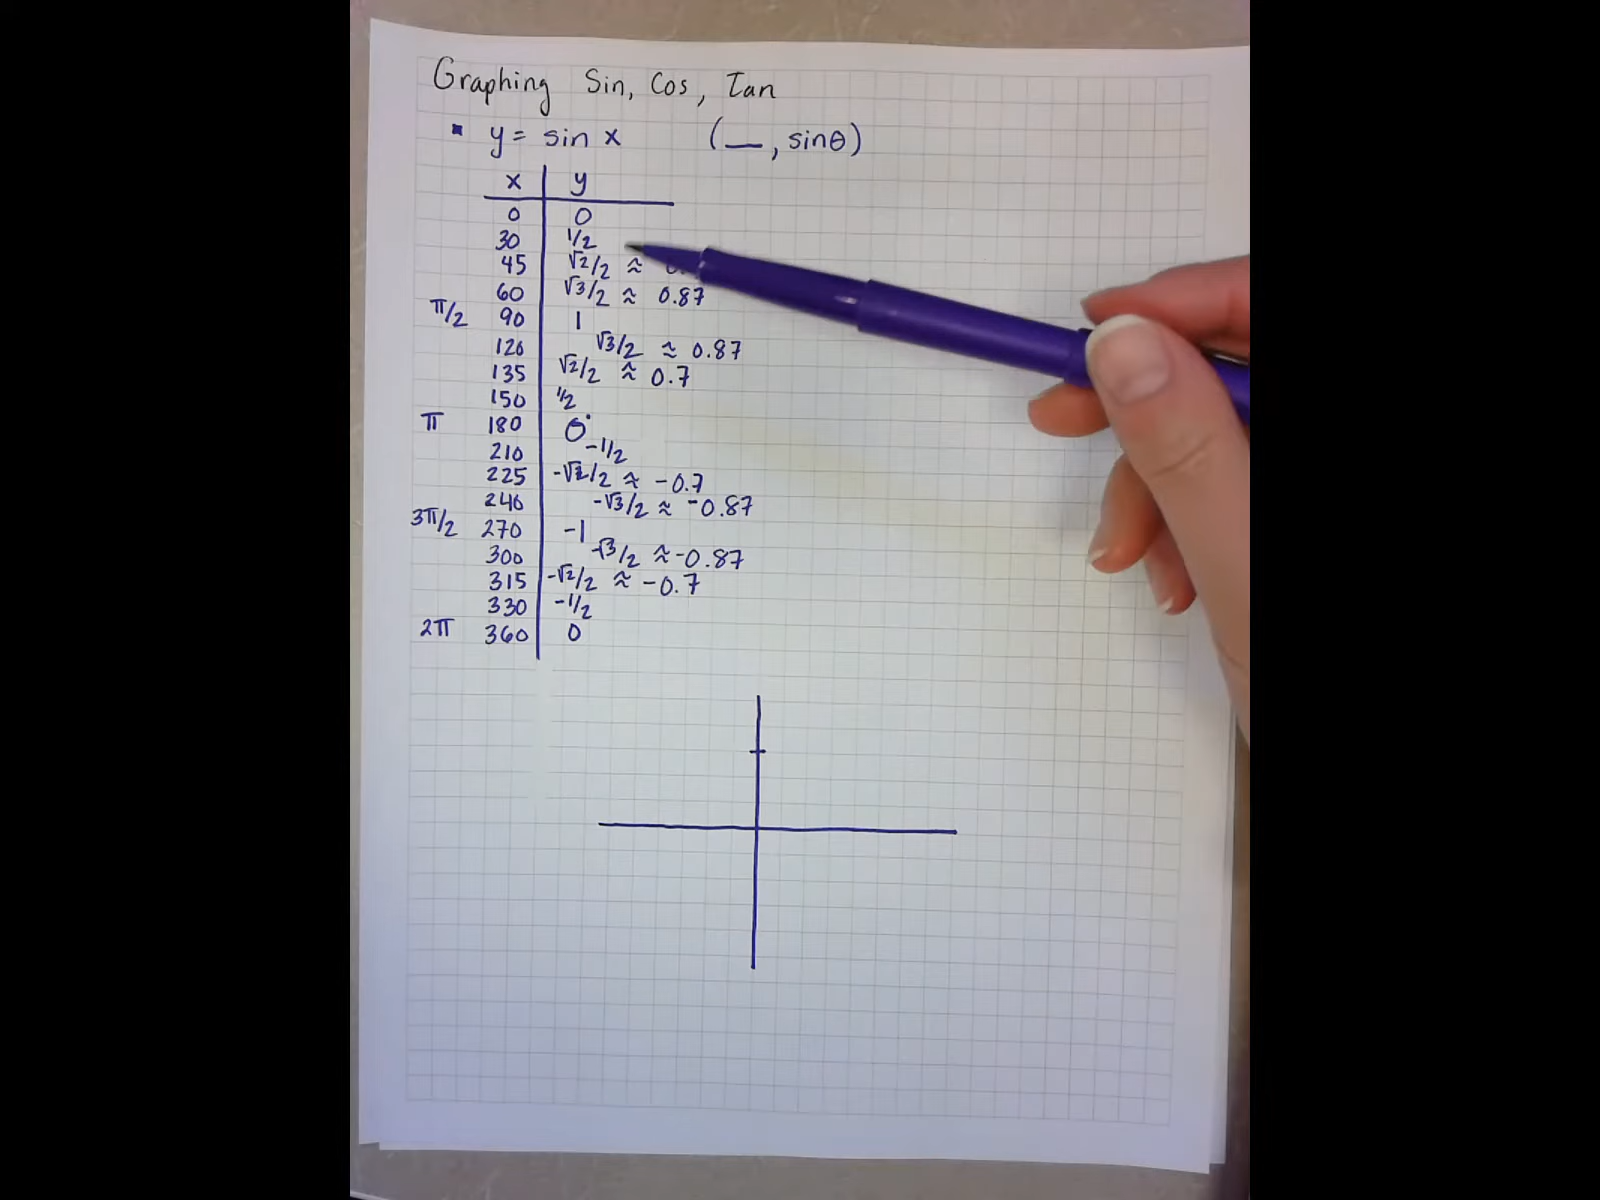 Graphing Sin, Cos, Tan
▪ y = sin x (__, sinθ)
x y
0 0
30 1/2
45 √2/2 ≈
60 √3/2 ≈ 0.87
π/2 90 1
120 √3/2 ≈ 0.87
135 √2/2 ≈ 0.7
150 1/2
π 180 0
210 -1/2
225 -√2/2 ≈ -0.7
240 -√3/2 ≈ -0.87
3π/2 270 -1
300 -√3/2 ≈ -0.87
315 -√2/2 ≈ -0.7
330 -1/2
2π 360 0